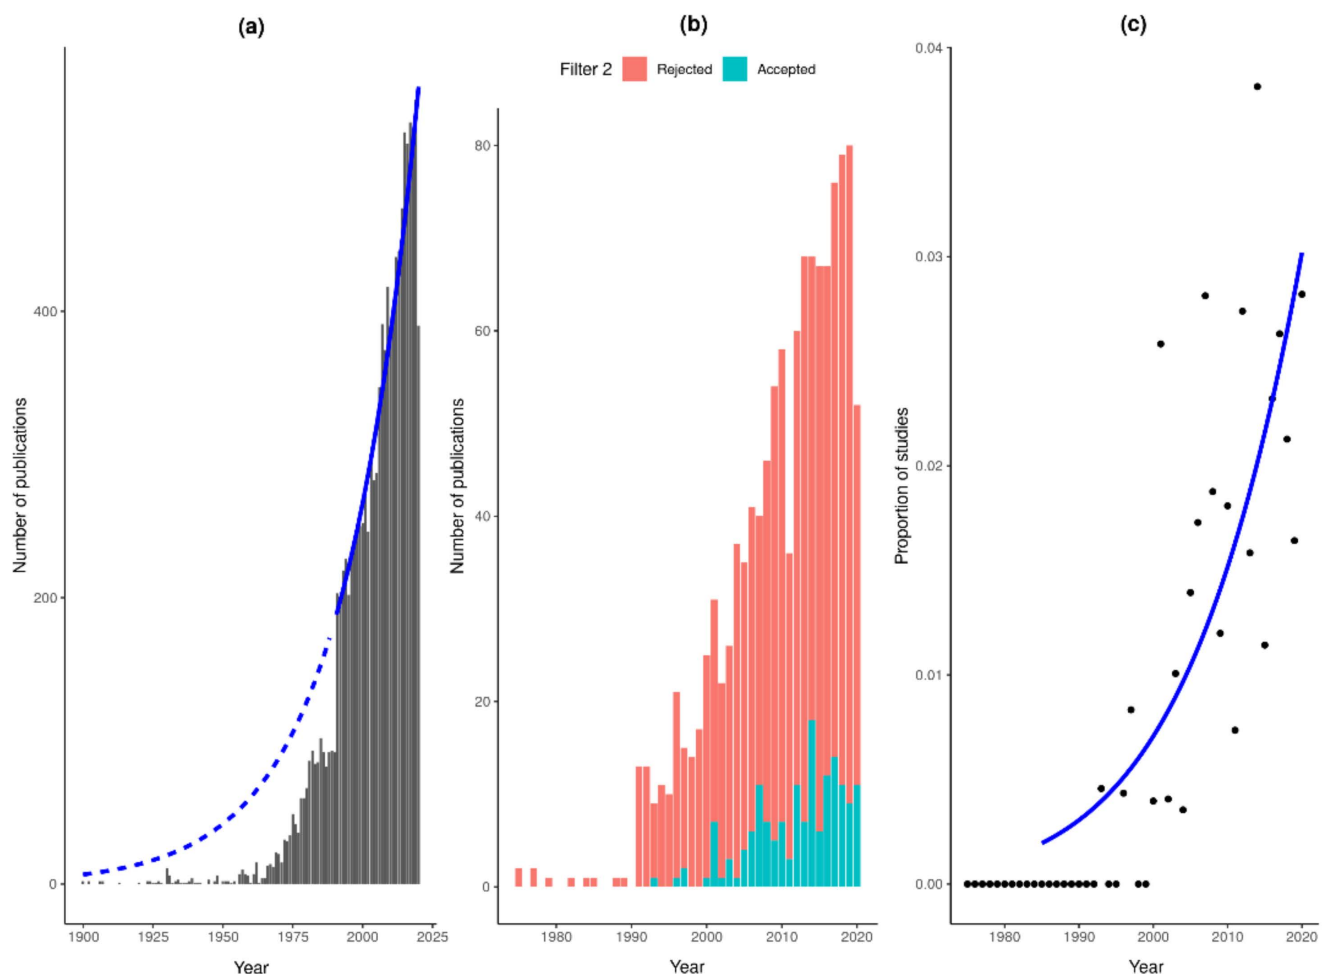 (a)
Number of publications
400
200
0
1900 1925 1950 1975 2000 2025
Year
(b)
Filter 2 Rejected Accepted
Number of publications
80
60
40
20
0
1980 1990 2000 2010 2020
Year
(c)
Proportion of studies
0.04
0.03
0.02
0.01
0.00
1980 1990 2000 2010 2020
Year